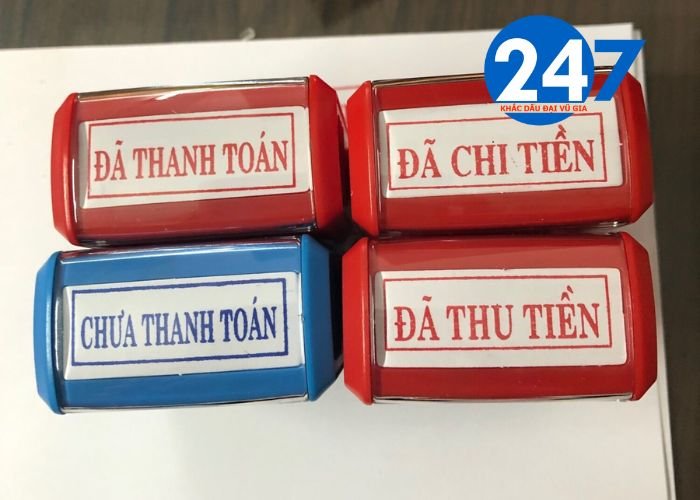 247
KHẮC DẤU ĐẠI VŨ GIA
ĐÃ THANH TOÁN
ĐÃ CHI TIỀN
CHƯA THANH TOÁN
ĐÃ THU TIỀN